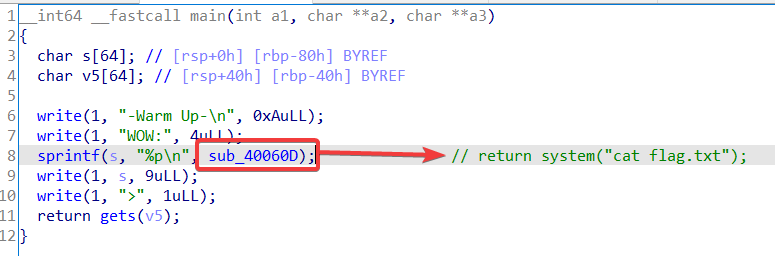 1 __int64 __fastcall main(int a1, char **a2, char **a3)
2 {
3 char s[64]; // [rsp+0h] [rbp-80h] BYREF
4 char v5[64]; // [rsp+40h] [rbp-40h] BYREF
5
6 write(1, "-Warm Up-\n", 0xAuLL);
7 write(1, "WOW:", 4uLL);
8 sprintf(s, "%p\n", sub_40060D); // return system("cat flag.txt");
9 write(1, s, 9uLL);
10 write(1, ">", 1uLL);
11 return gets(v5);
12 }